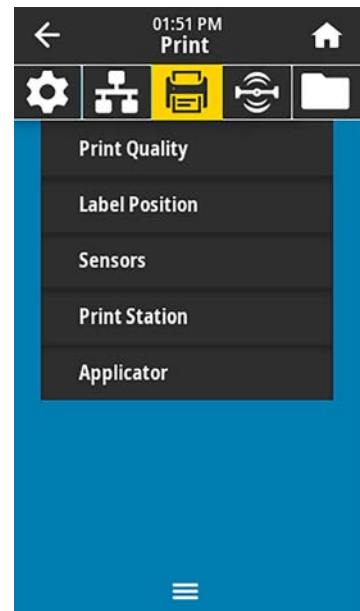 01:51 PM
Print
Print Quality
Label Position
Sensors
Print Station
Applicator